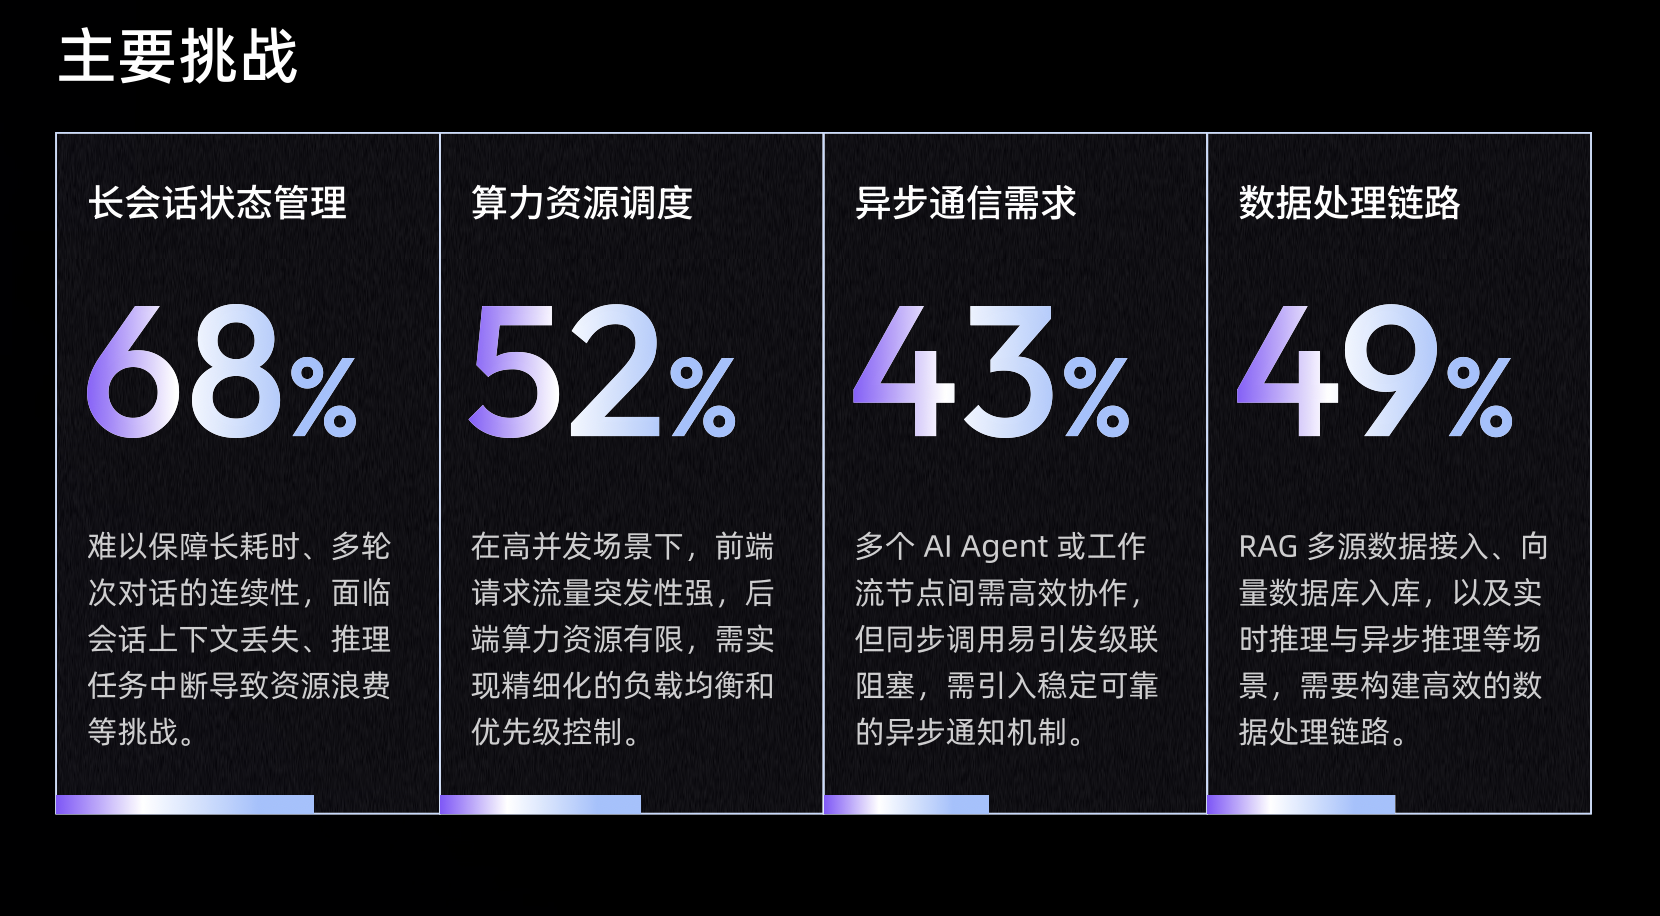 主要挑战
长会话状态管理
68%
难以保障长耗时、多轮
次对话的连续性，面临
会话上下文丢失、推理
任务中断导致资源浪费
等挑战。
算力资源调度
52%
在高并发场景下，前端
请求流量突发性强，后
端算力资源有限，需实
现精细化的负载均衡和
优先级控制。
异步通信需求
43%
多个 AI Agent 或工作
流节点间需高效协作，
但同步调用易引发级联
阻塞，需引入稳定可靠
的异步通知机制。
数据处理链路
49%
RAG 多源数据接入、向
量数据库入库，以及实
时推理与异步推理等场
景，需要构建高效的数
据处理链路。